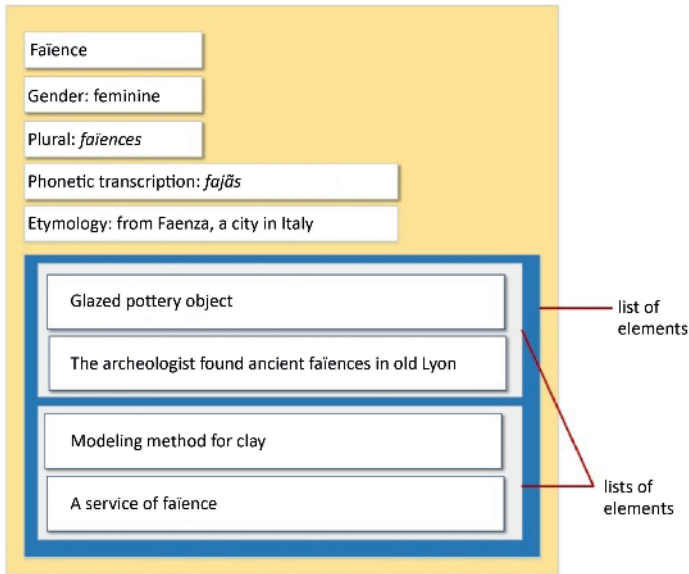 Faïence
Gender: feminine
Plural: faïences
Phonetic transcription: fajãs
Etymology: from Faenza, a city in Italy
Glazed pottery object
The archeologist found ancient faïences in old Lyon
Modeling method for clay
A service of faïence
list of
elements
lists of
elements